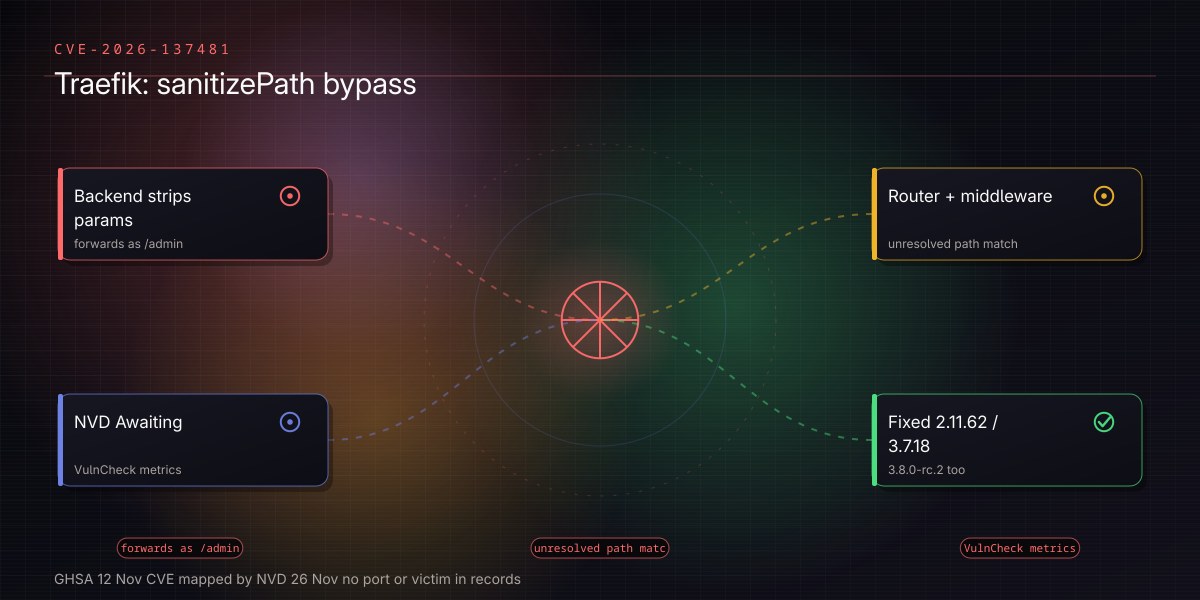 CVE-2026-137481
Traefik: sanitizePath bypass
Backend strips
params
forwards as /admin
Router + middleware
unresolved path match
NVD Awaiting
VulnCheck metrics
Fixed 2.11.62 /
3.7.18
3.8.0-rc.2 too
forwards as /admin
unresolved path matc
VulnCheck metrics
GHSA 12 Nov CVE mapped by NVD 26 Nov no port or victim in records